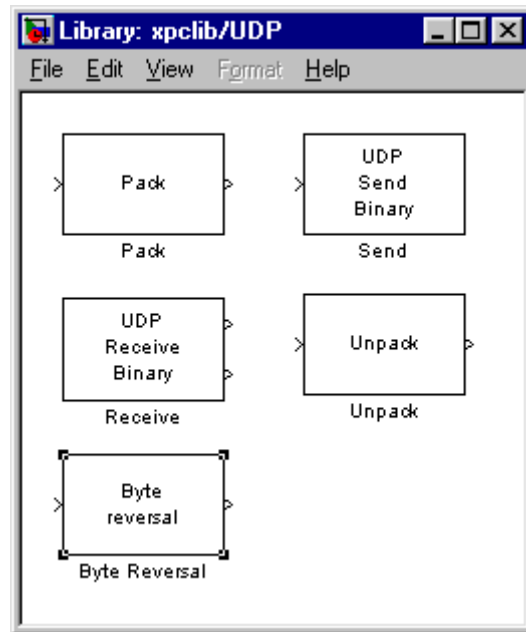 Library: xpclib/UDP
File Edit View Format Help
Pack
Pack
UDP
Send
Binary
Send
UDP
Receive
Binary
Receive
Unpack
Unpack
Byte
reversal
Byte Reversal